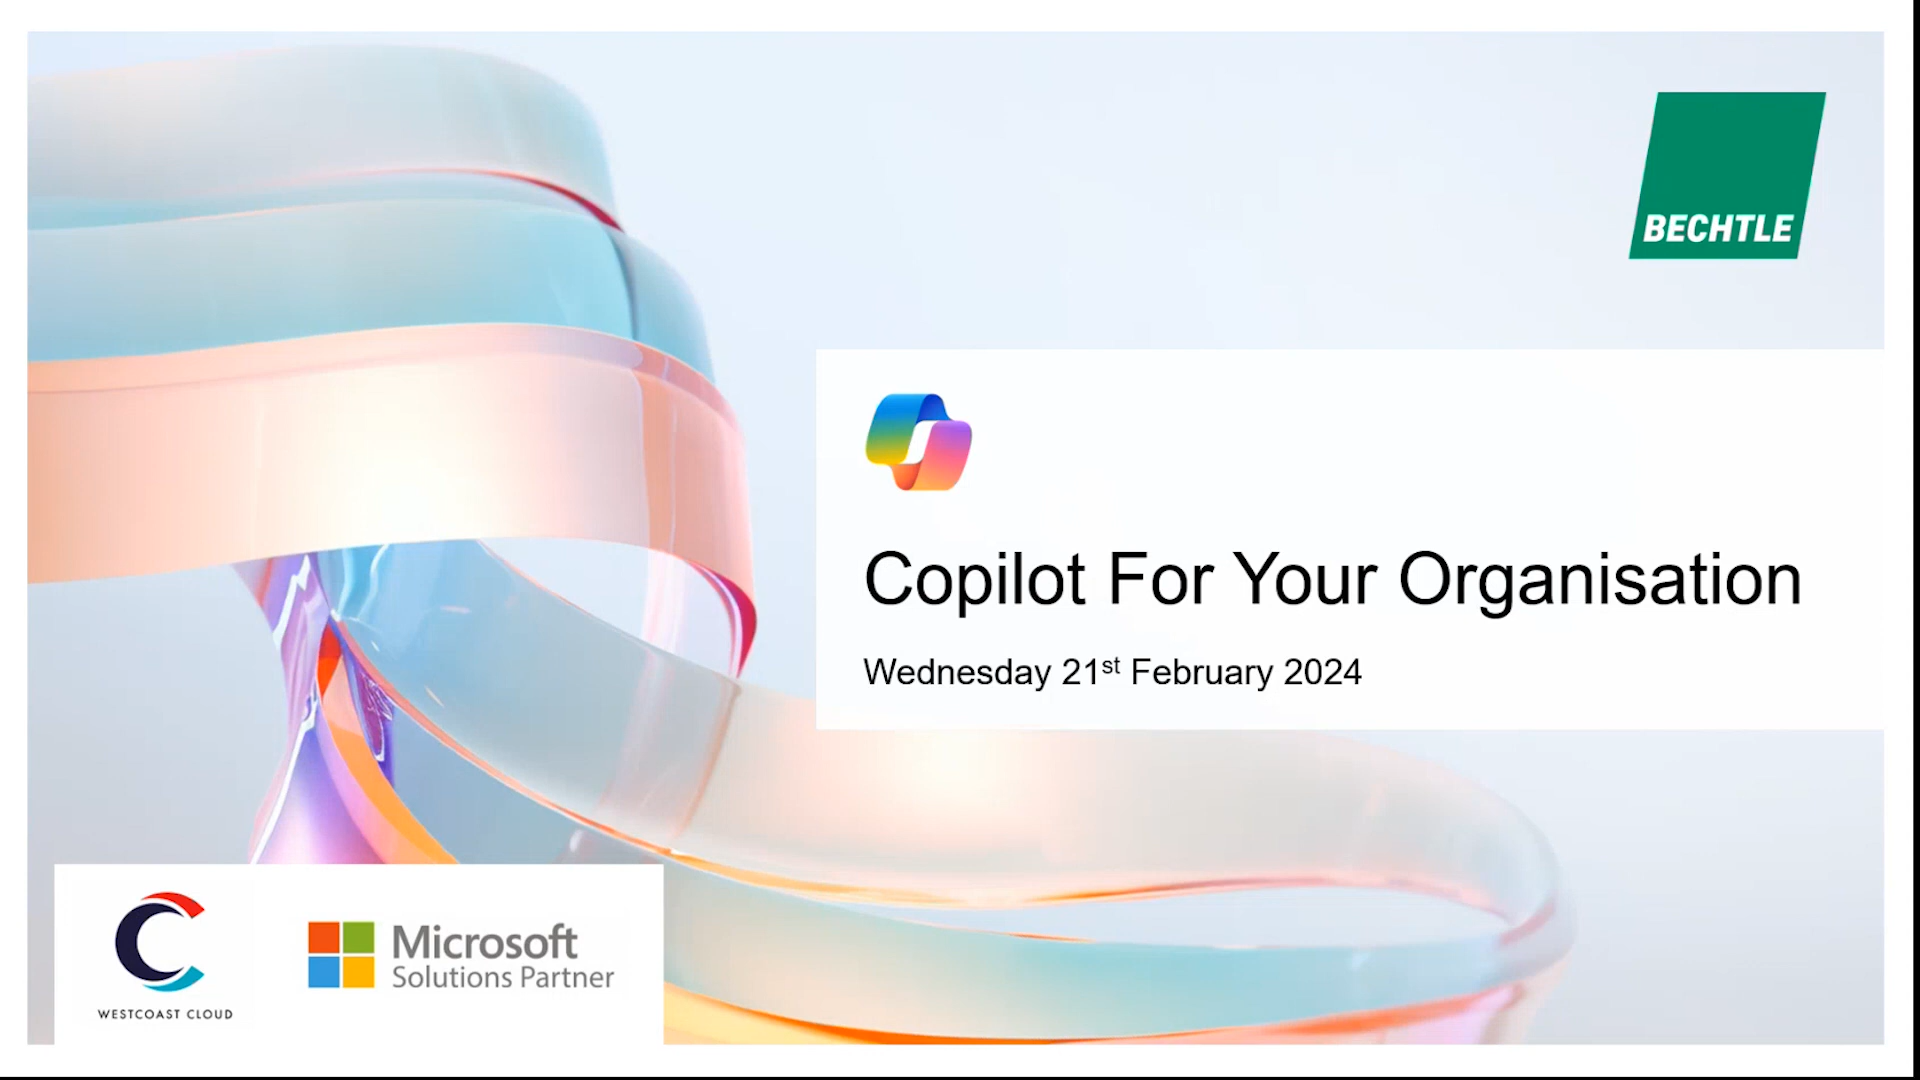 BECHTLE
Copilot For Your Organisation
Wednesday 21st February 2024
WESTCOAST CLOUD
Microsoft
Solutions Partner